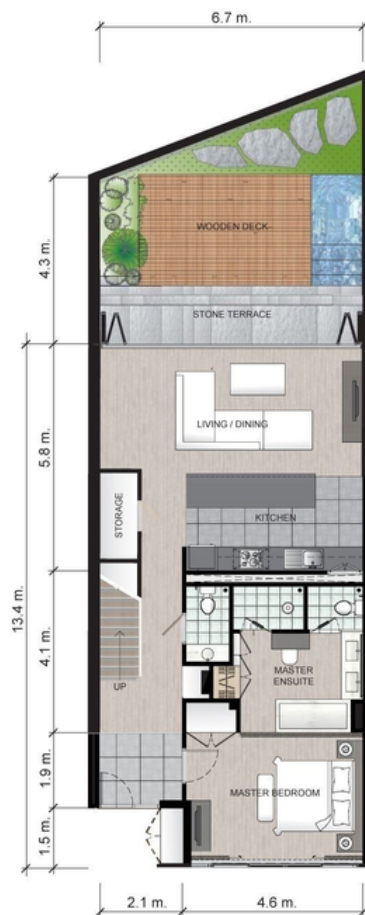 6.7 m.
4.3 m.
WOODEN DECK
STONE TERRACE
13.4 m.
5.8 m.
LIVING / DINING
STORAGE
KITCHEN
4.1 m.
UP
MASTER
ENSUITE
1.9 m.
MASTER BEDROOM
1.5 m.
2.1 m.
4.6 m.